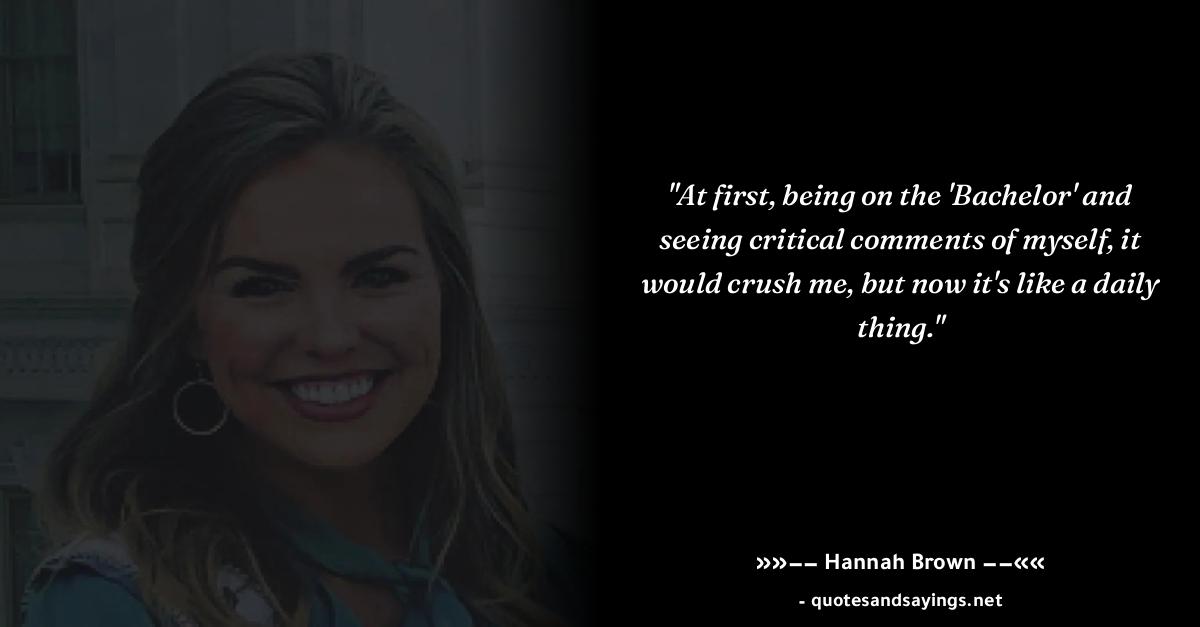 "At first, being on the 'Bachelor' and
seeing critical comments of myself, it
would crush me, but now it's like a daily
thing."
»»−− Hannah Brown −−««
- quotesandsayings.net